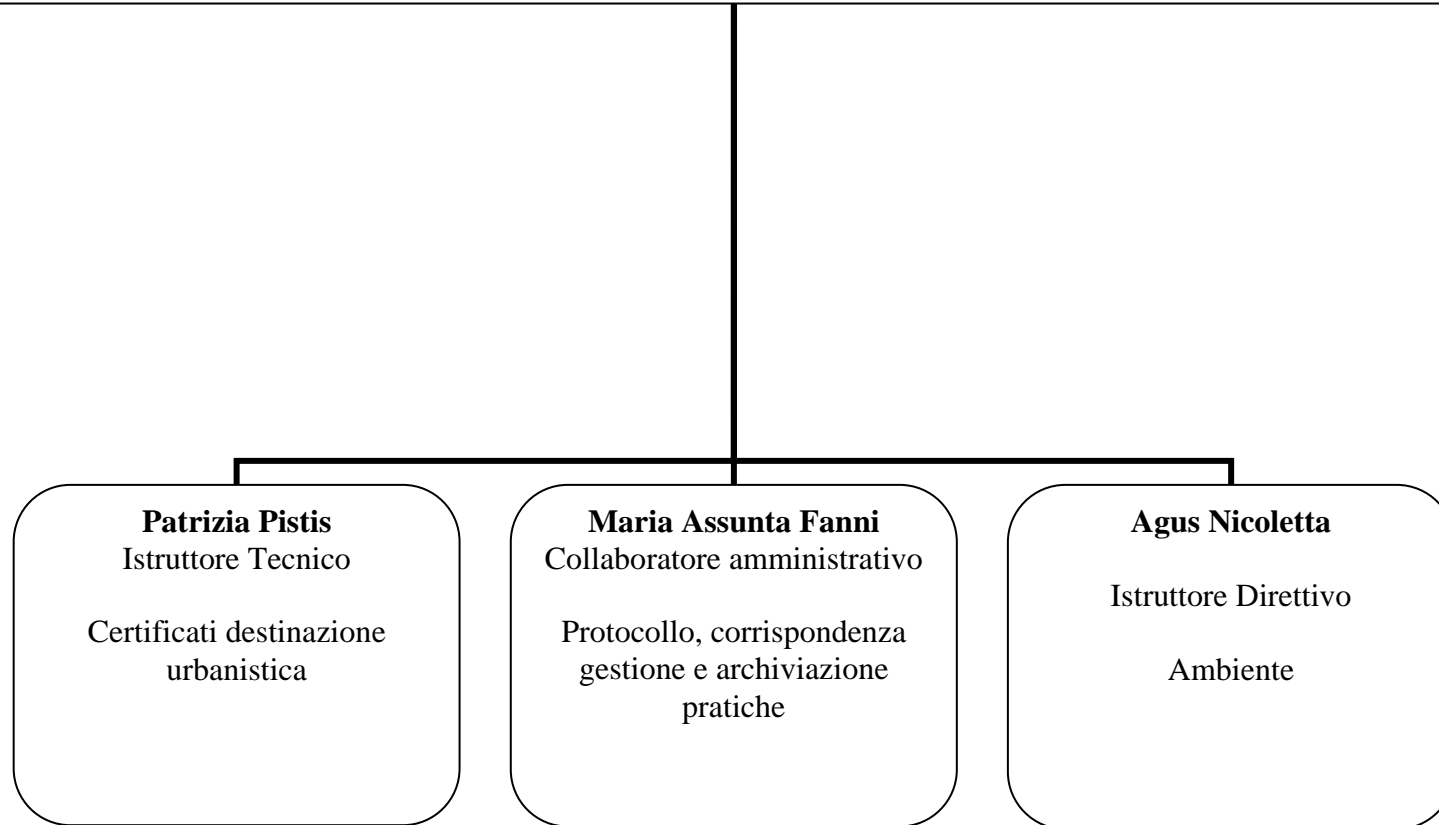 Patrizia Pistis
Istruttore Tecnico
Certificati destinazione
urbanistica
Maria Assunta Fanni
Collaboratore amministrativo
Protocollo, corrispondenza
gestione e archiviazione
pratiche
Agus Nicoletta
Istruttore Direttivo
Ambiente